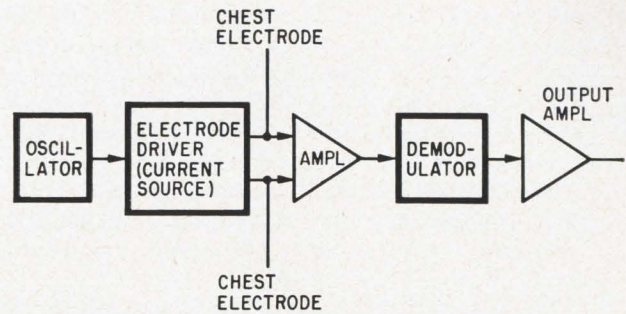 CHEST
ELECTRODE
OSCIL-
LATOR
ELECTRODE
DRIVER
(CURRENT
SOURCE)
AMPL
DEMOD-
ULATOR
OUTPUT
AMPL
CHEST
ELECTRODE